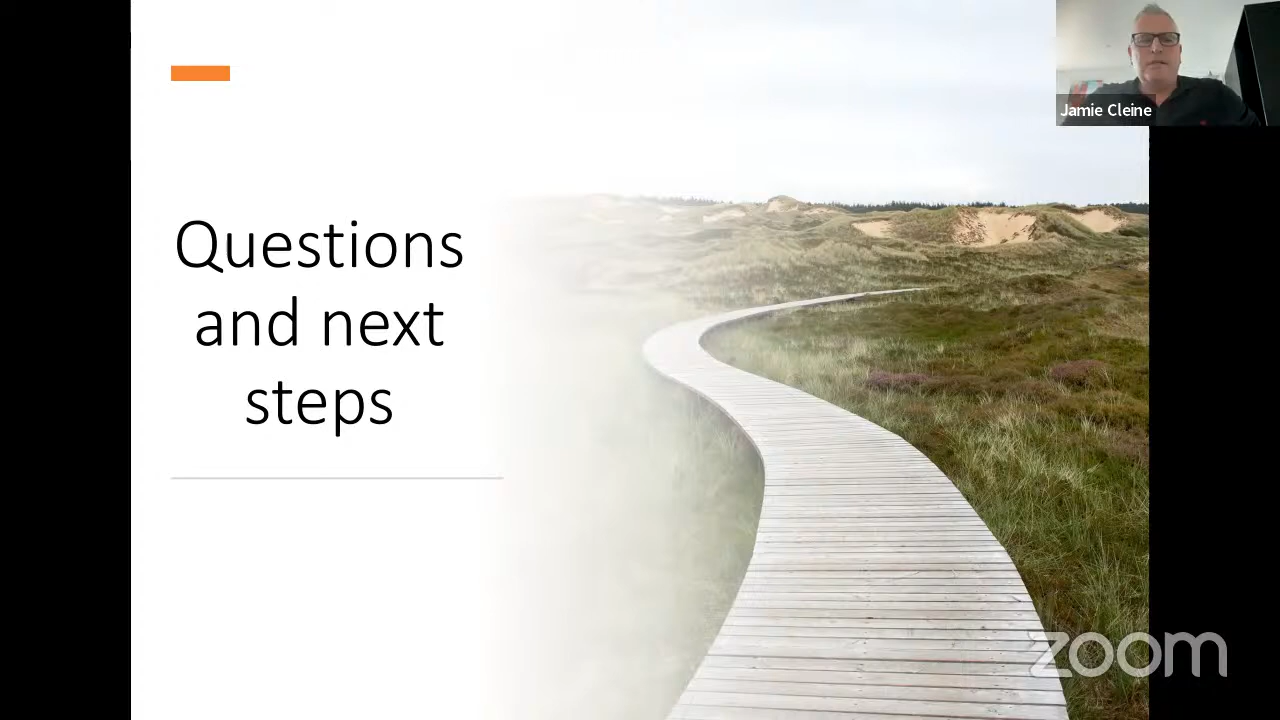 Jamie Cleine
Questions
and next
steps
zoom